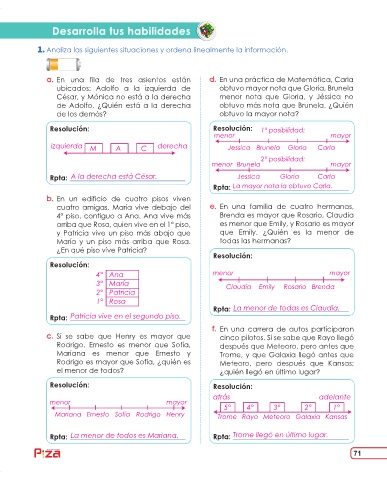 Desarrolla tus habilidades
1. Analiza las siguientes situaciones y ordena linealmente la información.
a. En una fila de tres asientos están
ubicados: Adolfo a la izquierda de
César, y Mónica no está a la derecha
de Adolfo. ¿Quién está a la derecha
de los demás?
Resolución:
izquierda M A C derecha
Rpta: A la derecha está César.
b. En un edificio de cuatro pisos viven
cuatro amigas. María vive debajo del
4° piso, contiguo a Ana. Ana vive más
arriba que Rosa, quien vive en el 1° piso,
y Patricia vive un piso más abajo que
María y un piso más arriba que Rosa.
¿En qué piso vive Patricia?
Resolución:
4° Ana
3° María
2° Patricia
1° Rosa
Rpta: Patricia vive en el segundo piso.
c. Si se sabe que Henry es mayor que
Rodrigo, Ernesto es menor que Sofía,
Mariana es menor que Ernesto y
Rodrigo es mayor que Sofía, ¿quién es
el menor de todos?
Resolución:
menor mayor
Mariana Ernesto Sofía Rodrigo Henry
Rpta: La menor de todos es Mariana.
d. En una práctica de Matemática, Carla
obtuvo mayor nota que Gloria, Brunela
menor nota que Gloria, y Jéssica no
obtuvo más nota que Brunela. ¿Quién
obtuvo la mayor nota?
Resolución: 1° posibilidad:
menor mayor
Jessica Brunela Gloria Carla
2° posibilidad:
menor Brunela mayor
Jessica Gloria Carla
Rpta: La mayor nota la obtuvo Carla.
e. En una familia de cuatro hermanas,
Brenda es mayor que Rosario, Claudia
es menor que Emily, y Rosario es mayor
que Emily. ¿Quién es la menor de
todas las hermanas?
Resolución:
menor mayor
Claudia Emily Rosario Brenda
Rpta: La menor de todas es Claudia.
f. En una carrera de autos participaron
cinco pilotos. Si se sabe que Rayo llegó
después que Meteoro, pero antes que
Trome, y que Galaxia llegó antes que
Meteoro, pero después que Kansas;
¿quién llegó en último lugar?
Resolución:
atrás adelante
5° 4° 3° 2° 1°
Trome Rayo Meteoro Galaxia Kansas
Rpta: Trome llegó en último lugar.
71